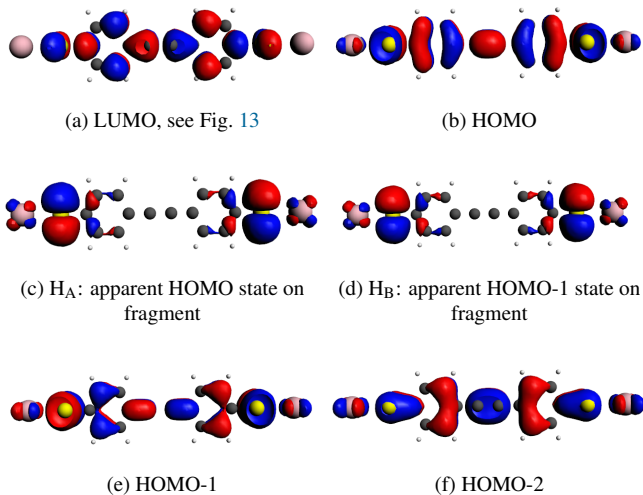 (a) LUMO, see Fig. 13
(b) HOMO
(c) H_A: apparent HOMO state on
fragment
(d) H_B: apparent HOMO-1 state on
fragment
(e) HOMO-1
(f) HOMO-2